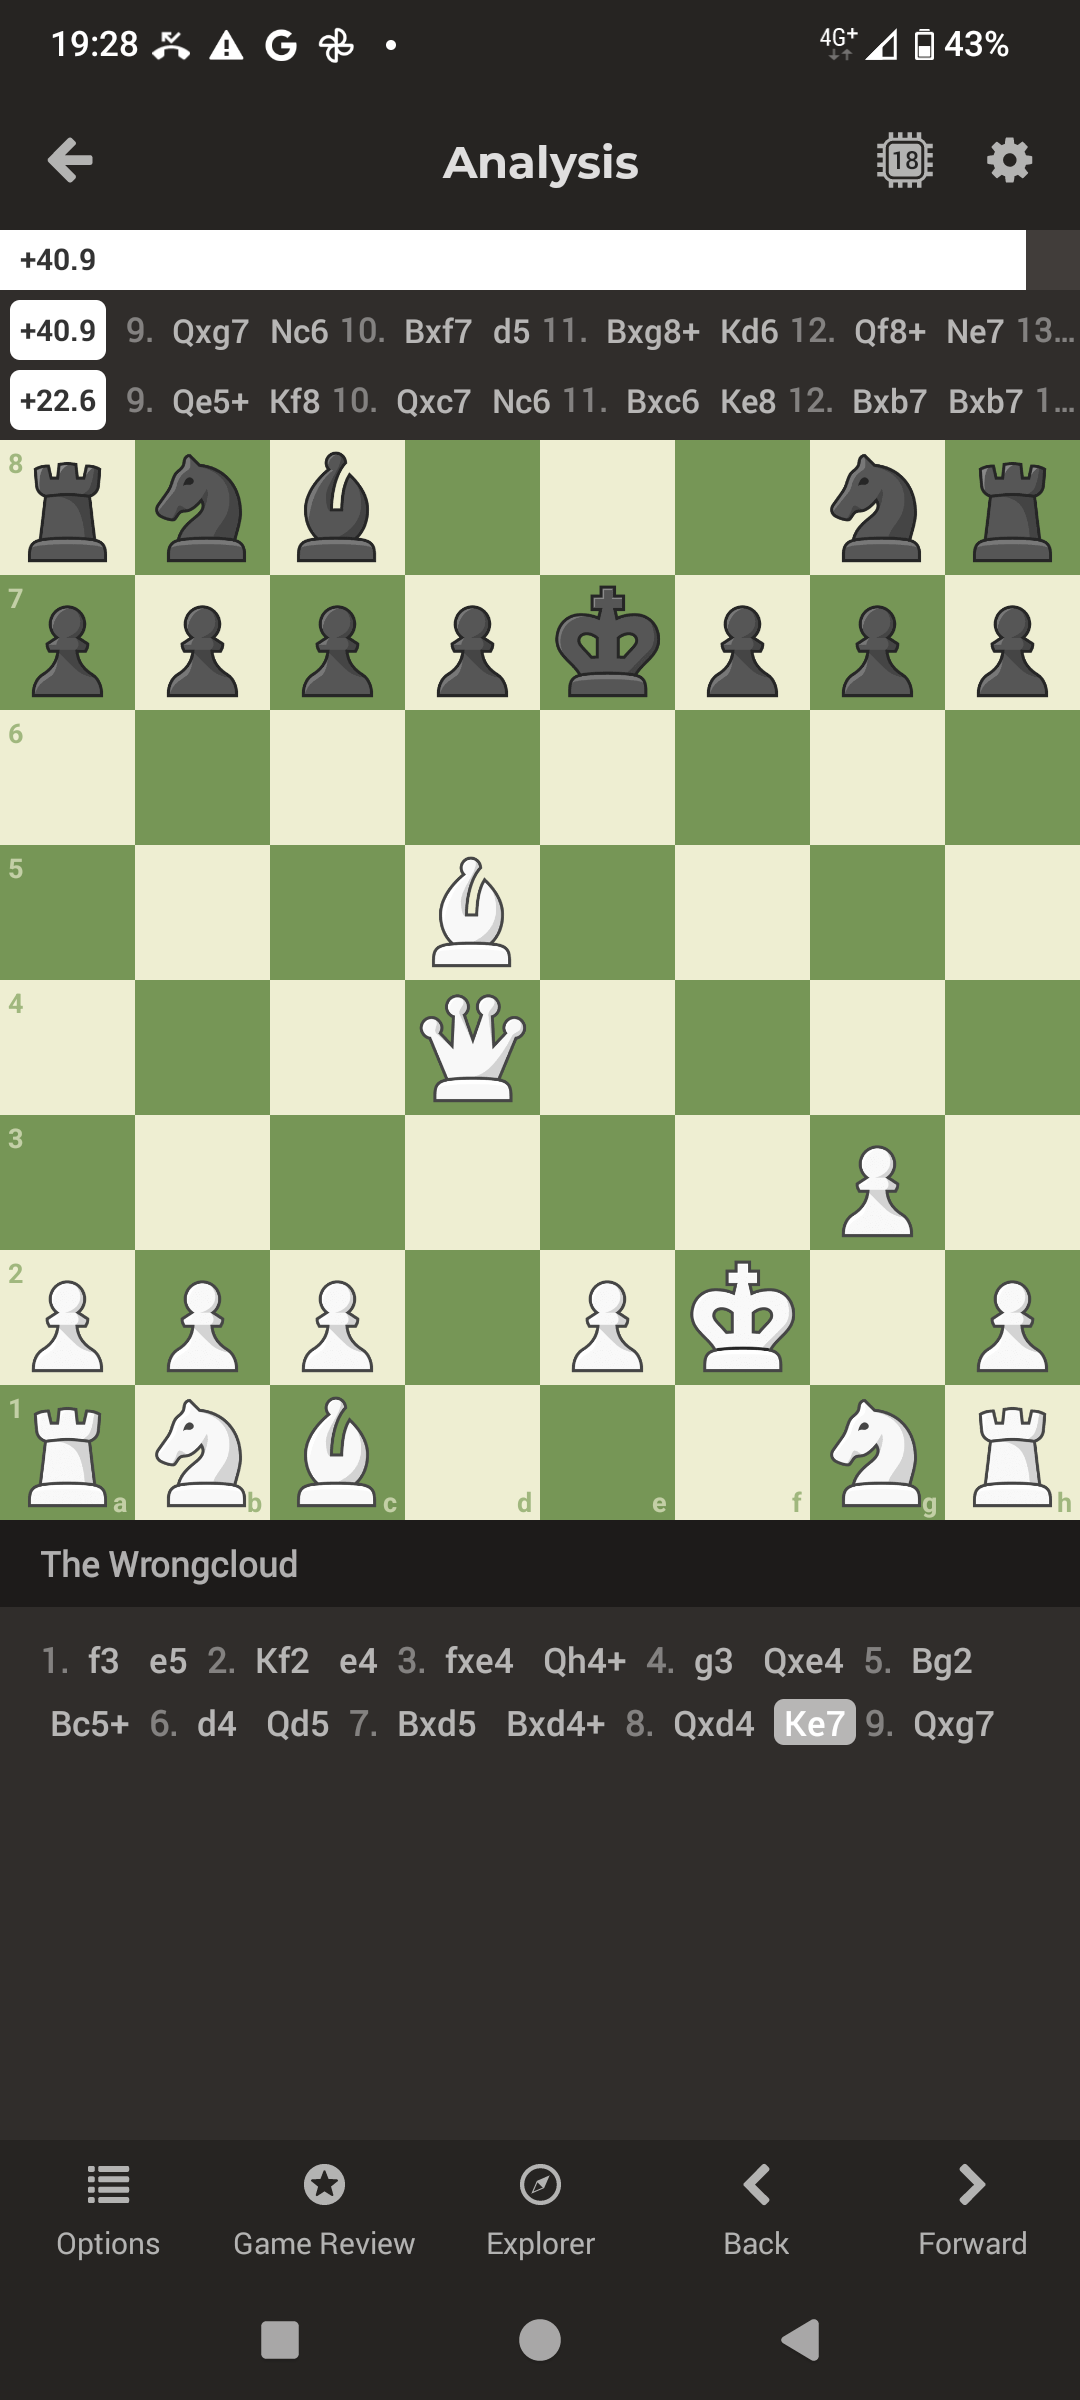 19:28 4G+ 43%
Analysis 18
+40.9
+40.9 9. Qxg7 Nc6 10. Bxf7 d5 11. Bxg8+ Kd6 12. Qf8+ Ne7 13...
+22.6 9. Qe5+ Kf8 10. Qxc7 Nc6 11. Bxc6 Ke8 12. Bxb7 Bxb7 1...
8
7
6
5
4
3
2
1 a b c d e f g h
The Wrongcloud
1. f3 e5 2. Kf2 e4 3. fxe4 Qh4+ 4. g3 Qxe4 5. Bg2
Bc5+ 6. d4 Qd5 7. Bxd5 Bxd4+ 8. Qxd4 Ke7 9. Qxg7
Options Game Review Explorer Back Forward